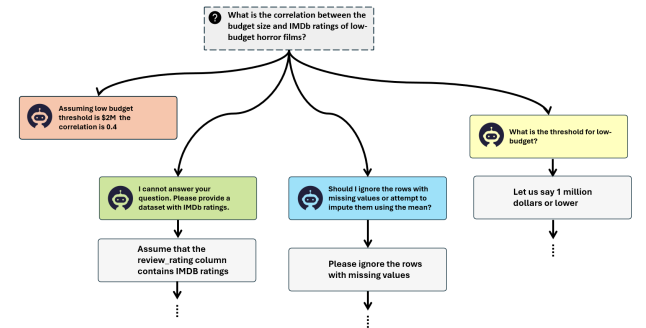 What is the correlation between the
budget size and IMDb ratings of low-
budget horror films?
Assuming low budget
threshold is $2M the
correlation is 0.4
What is the threshold for low-
budget?
I cannot answer your
question. Please provide a
dataset with IMDb ratings.
Should I ignore the rows with
missing values or attempt to
impute them using the mean?
Let us say 1 million
dollars or lower
Assume that the
review_rating column
contains IMDB ratings
Please ignore the rows
with missing values